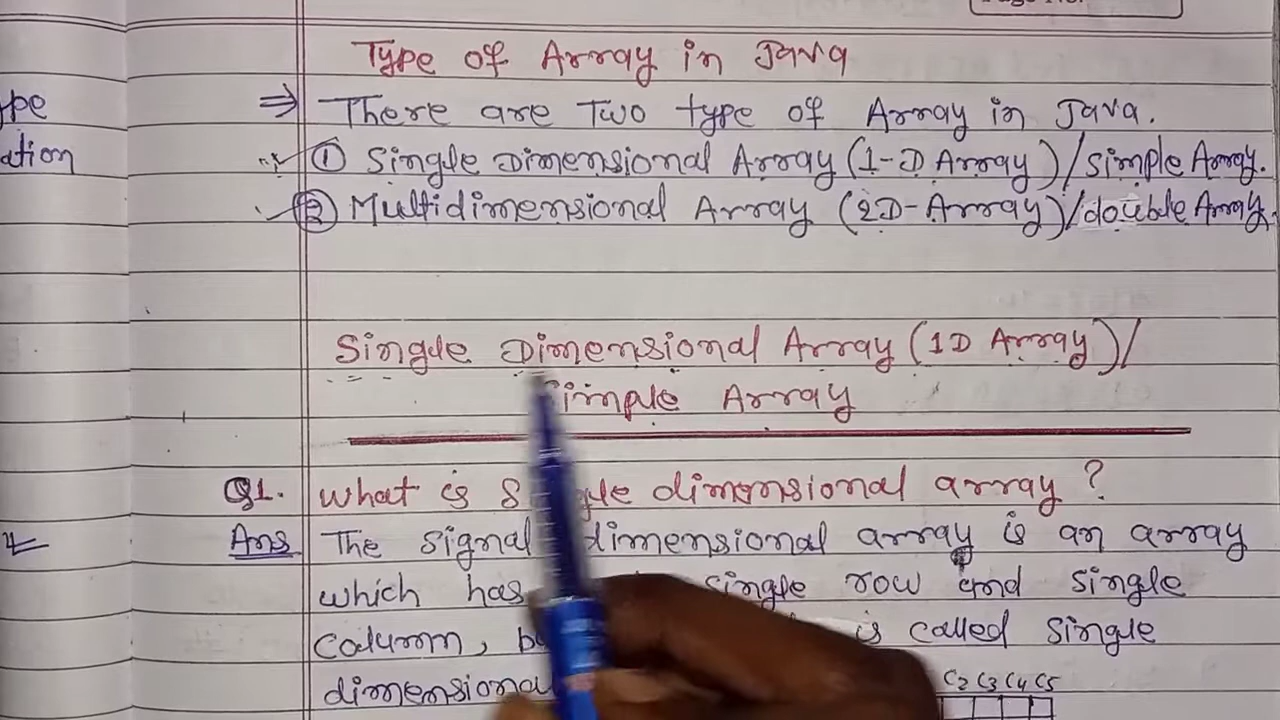 Type of Array in Java
ype
⇒ There are Two type of Array in Java.
ation
① Single Dimensional Array (1-D Array)/Simple Array.
② Multidimensional Array (2D-Array)/double Array.
Single Dimensional Array (1D Array)/
Simple Array
Q1. What is Single dimensional array?
Ans The Signal dimensional array is an array
which has single row and single
Column, is called Single
dimensional
C2 C3 C4 C5